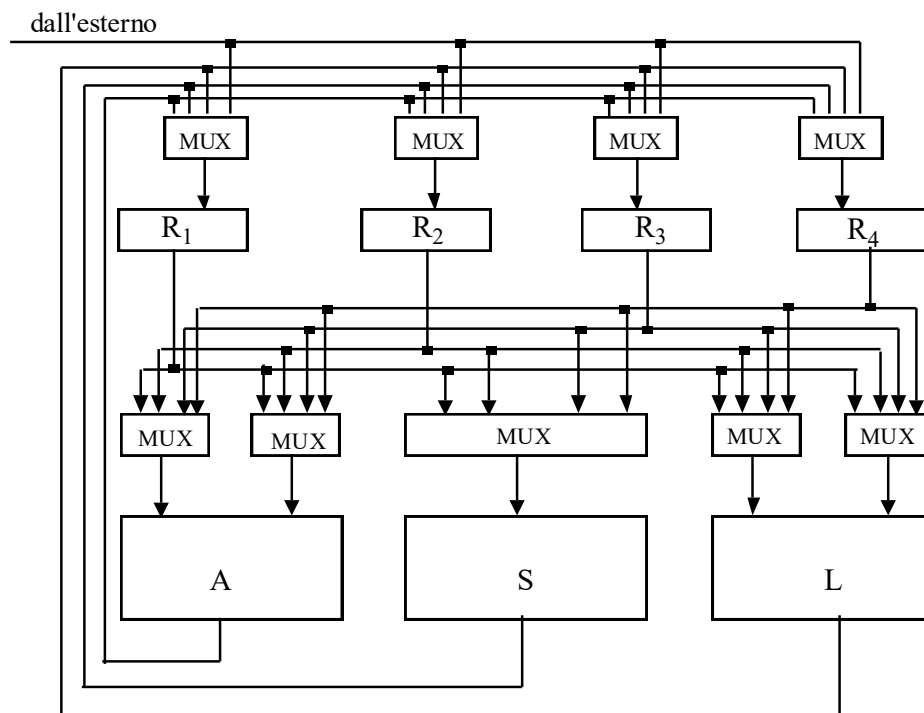 dall'esterno
MUX MUX MUX MUX
R1 R2 R3 R4
MUX MUX MUX MUX MUX
A S L